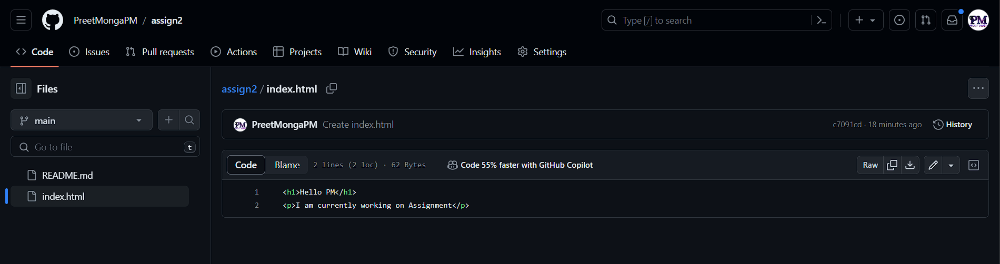 PreetMongaPM / assign2
Type / to search
Code Issues Pull requests Actions Projects Wiki Security Insights Settings
Files
main
Go to file t
README.md
index.html
assign2 / index.html
PreetMongaPM Create index.html c7091cd · 18 minutes ago History
Code Blame 2 lines (2 loc) · 62 Bytes Code 55% faster with GitHub Copilot Raw
1 <h1>Hello PM</h1>
2 <p>I am currently working on Assignment</p>